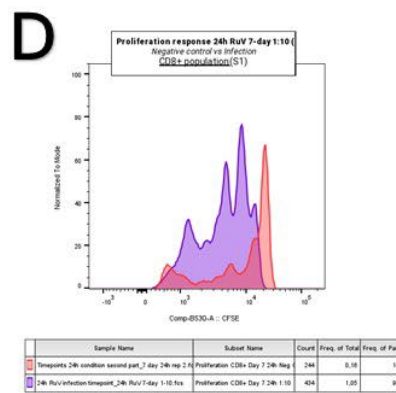 D
Proliferation response 24h RuV 7-day 1:10 (
Negative control vs Infection
CD8+ population(S1)
100
80
60
40
20
0
Normalized To Mode
-10³ 0 10³ 10⁴ 10⁵
Comp-B530-A :: CFSE
Sample Name Subset Name Count Freq. of Total Freq. of Pa
Timepoints 24h condition second part_7 day 24h rep 2.f Proliferation CD8+ Day 7 24h Neg 244 0,16 1
24h RuV infection timepoint_24h RuV 7-day 1-10.fcs Proliferation CD8+ Day 7 24h 1:10 434 1,05 9